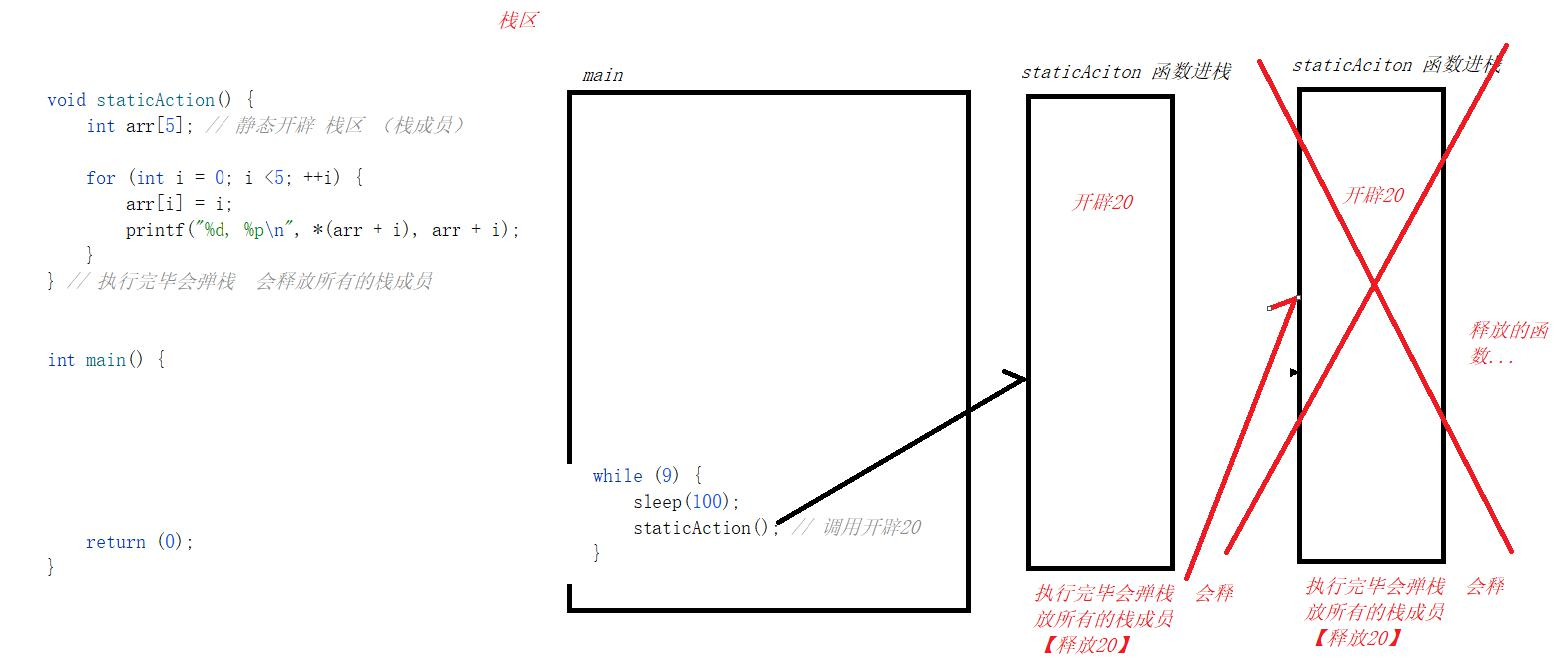 栈区
void staticAction() {
    int arr[5]; // 静态开辟 栈区 （栈成员）
    for (int i = 0; i <5; ++i) {
        arr[i] = i;
        printf("%d, %p\n", *(arr + i), arr + i);
    }
} // 执行完毕会弹栈  会释放所有的栈成员
int main() {
    return (0);
}
main
while (9) {
    sleep(100);
    staticAction(); // 调用开辟20
}
staticAciton 函数进栈
开辟20
执行完毕会弹栈  会释
放所有的栈成员
【释放20】
staticAciton 函数进栈
开辟20
释放的函
数...
执行完毕会弹栈  会释
放所有的栈成员
【释放20】